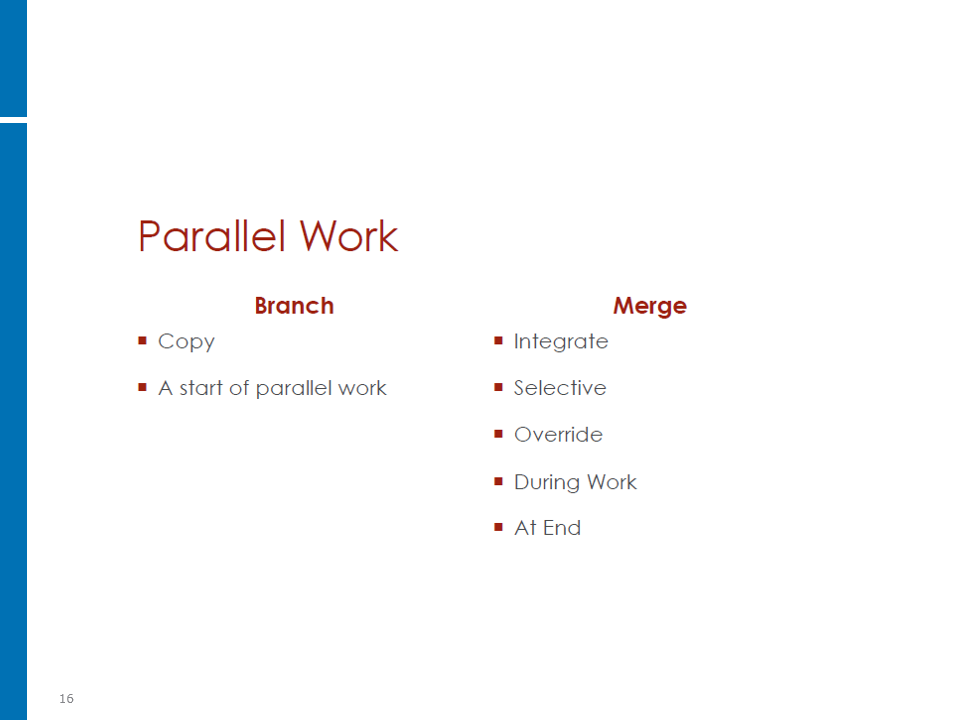 Parallel Work
Branch
Copy
A start of parallel work
Merge
Integrate
Selective
Override
During Work
At End
16